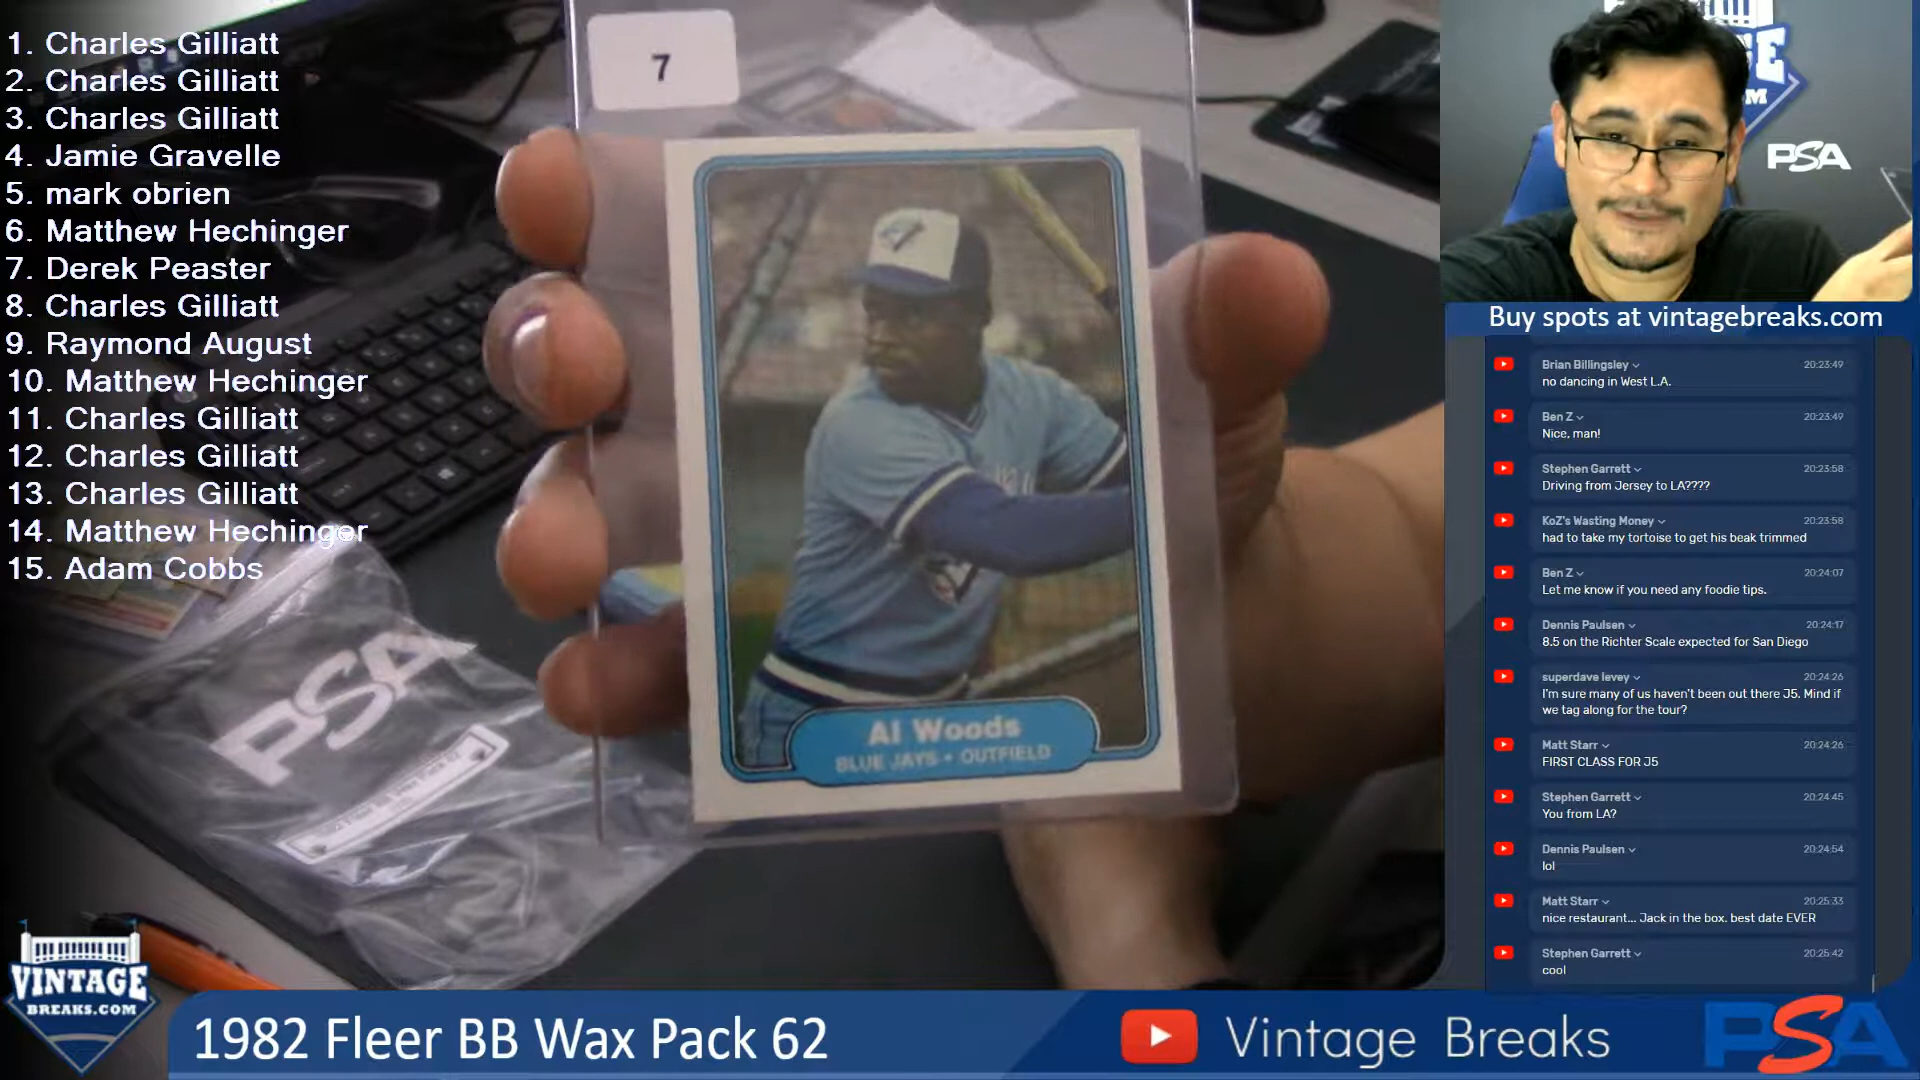 1. Charles Gilliatt
2. Charles Gilliatt
3. Charles Gilliatt
4. Jamie Gravelle
5. mark obrien
6. Matthew Hechinger
7. Derek Peaster
8. Charles Gilliatt
9. Raymond August
10. Matthew Hechinger
11. Charles Gilliatt
12. Charles Gilliatt
13. Charles Gilliatt
14. Matthew Hechinger
15. Adam Cobbs
7
Al Woods
BLUE JAYS • OUTFIELD
PSA
PSA
Buy spots at vintagebreaks.com
Brian Billingsley 20:23:49
no dancing in West L.A.
Ben Z 20:23:49
Nice, man!
Stephen Garrett 20:23:58
Driving from Jersey to LA????
KoZ's Wasting Money 20:23:58
had to take my tortoise to get his beak trimmed
Ben Z 20:24:07
Let me know if you need any foodie tips.
Dennis Paulsen 20:24:17
8.5 on the Richter Scale expected for San Diego
superdave levey 20:24:26
I'm sure many of us haven't been out there J5. Mind if
we tag along for the tour?
Matt Starr 20:24:26
FIRST CLASS FOR J5
Stephen Garrett 20:24:45
You from LA?
Dennis Paulsen 20:24:54
lol
Matt Starr 20:25:33
nice restaurant... Jack in the box. best date EVER
Stephen Garrett 20:25:42
cool
VINTAGE
BREAKS.COM
1982 Fleer BB Wax Pack 62
Vintage Breaks
PSA